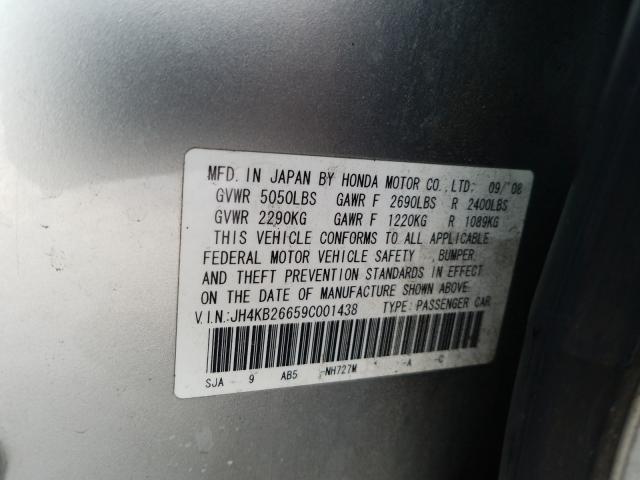 MFD. IN JAPAN BY HONDA MOTOR CO., LTD: 09/'08
GVWR 5050LBS GAWR F 2690LBS R 2400LBS
GVWR 2290KG GAWR F 1220KG R 1089KG
THIS VEHICLE CONFORMS TO ALL APPLICABLE
FEDERAL MOTOR VEHICLE SAFETY ,BUMPER,
AND THEFT PREVENTION STANDARDS IN EFFECT
ON THE DATE OF MANUFACTURE SHOWN ABOVE.
V.I.N:JH4KB26659C001438 TYPE: PASSENGER CAR
SJA 9 AB5 NH727M A C